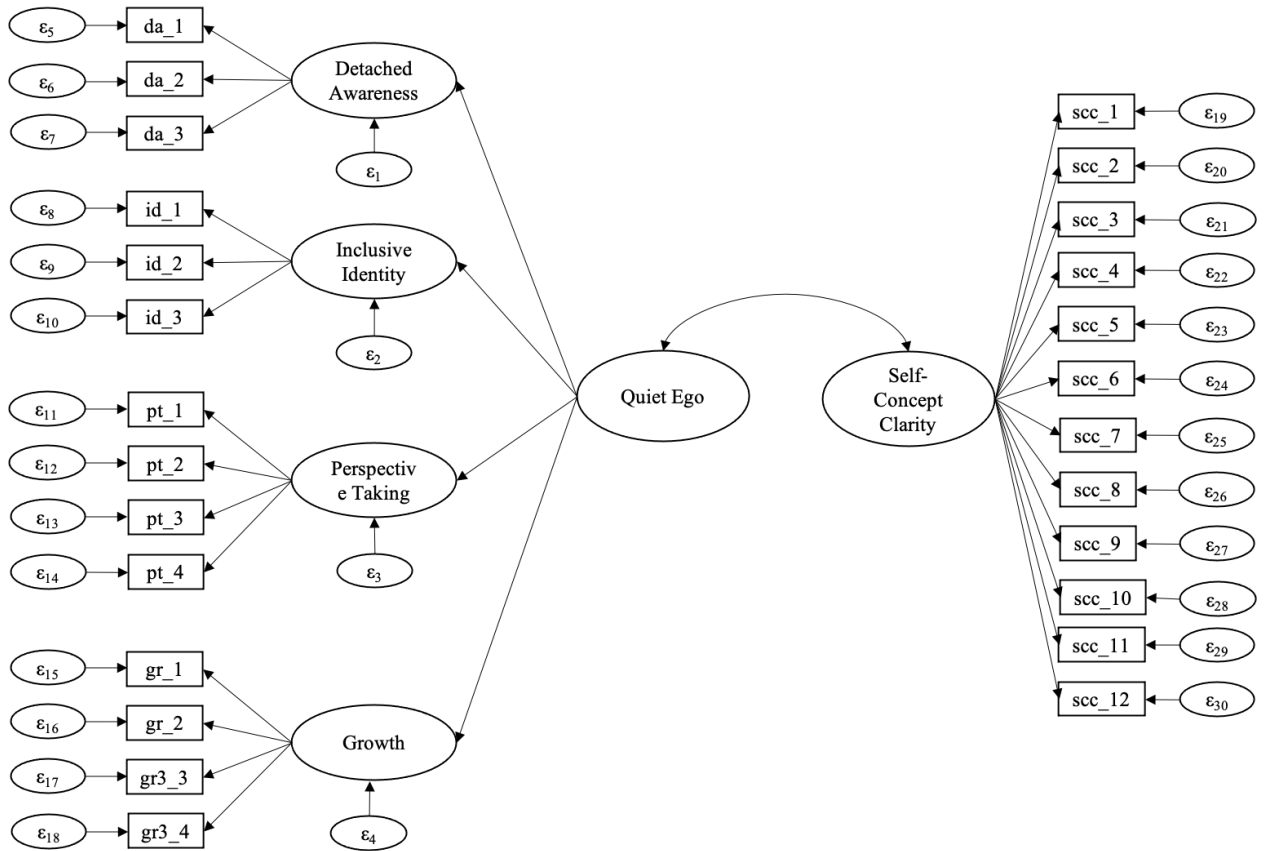 ε5
da_1
ε6
da_2
ε7
da_3
Detached
Awareness
ε1
ε8
id_1
ε9
id_2
ε10
id_3
Inclusive
Identity
ε2
ε11
pt_1
ε12
pt_2
ε13
pt_3
ε14
pt_4
Perspectiv
e Taking
ε3
ε15
gr_1
ε16
gr_2
ε17
gr3_3
ε18
gr3_4
Growth
ε4
Quiet Ego
Self-
Concept
Clarity
scc_1
ε19
scc_2
ε20
scc_3
ε21
scc_4
ε22
scc_5
ε23
scc_6
ε24
scc_7
ε25
scc_8
ε26
scc_9
ε27
scc_10
ε28
scc_11
ε29
scc_12
ε30